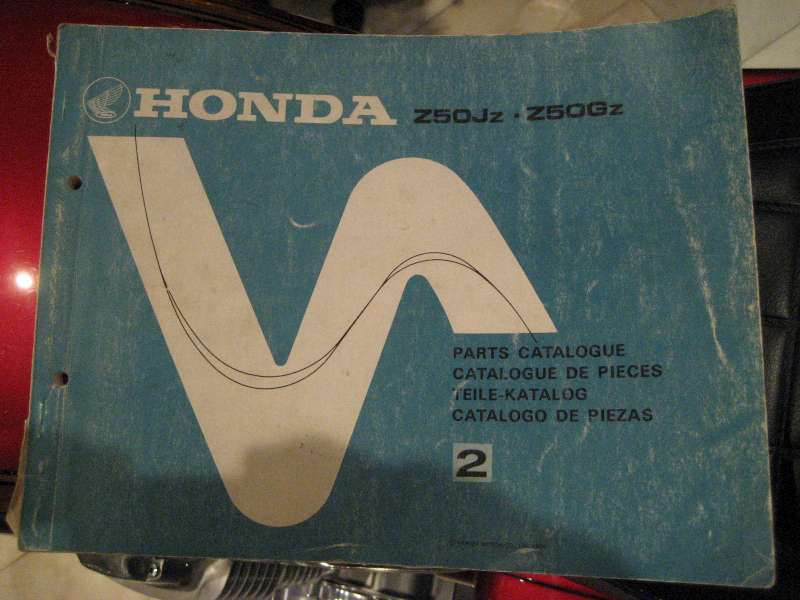 HONDA Z50Jz · Z50Gz
PARTS CATALOGUE
CATALOGUE DE PIECES
TEILE-KATALOG
CATALOGO DE PIEZAS
2